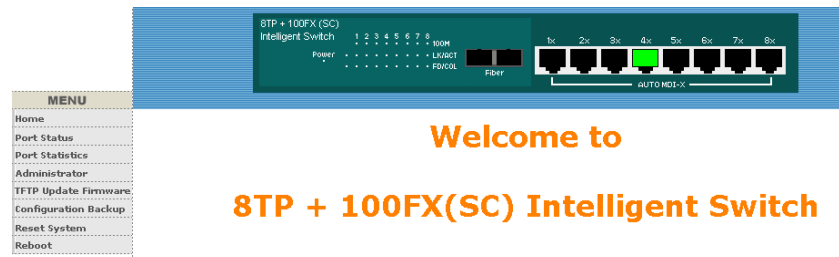 8TP + 100FX (SC)
Intelligent Switch
1 2 3 4 5 6 7 8
100M
Power
LK/ACT
FD/COL
Fiber
1x 2x 3x 4x 5x 6x 7x 8x
AUTO MDI-X
MENU
Home
Port Status
Port Statistics
Administrator
TFTP Update Firmware
Configuration Backup
Reset System
Reboot
Welcome to
8TP + 100FX(SC) Intelligent Switch